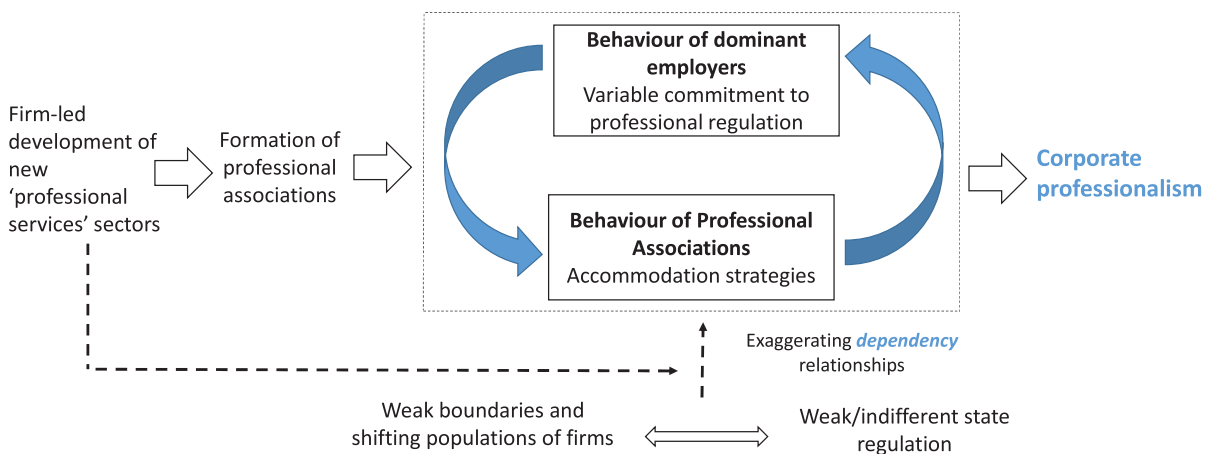 Firm-led
development of
new
‘professional
services’ sectors
Formation of
professional
associations
Behaviour of dominant
employers
Variable commitment to
professional regulation
Behaviour of Professional
Associations
Accommodation strategies
Corporate
professionalism
Exaggerating dependency
relationships
Weak boundaries and
shifting populations of firms
Weak/indifferent state
regulation